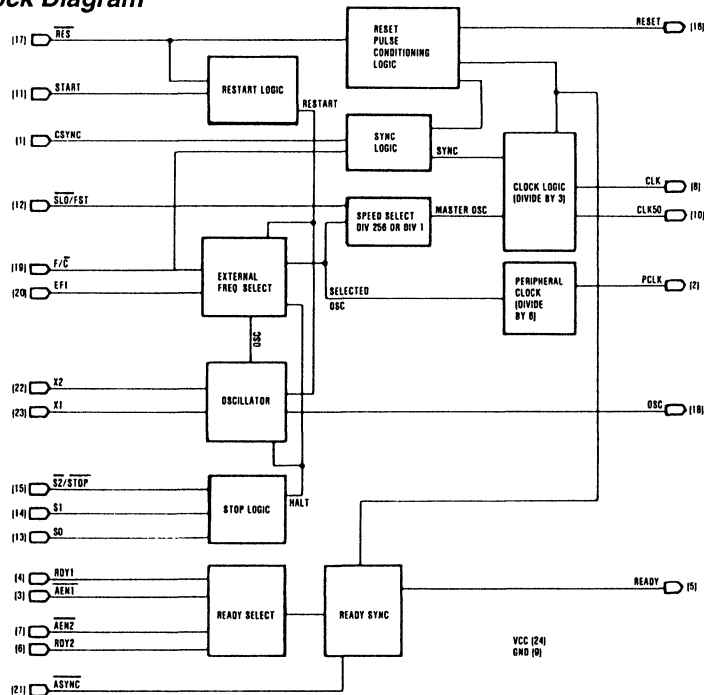 ock Diagram
(17) RES
(11) START
(1) CSYNC
(12) SLO/FST
(19) F/C
(20) EFI
(22) X2
(23) X1
(15) S2/STOP
(14) S1
(13) S0
(4) RDY1
(3) AEN1
(7) AEN2
(6) RDY2
(21) ASYNC
RESTART LOGIC
RESTART
RESET
PULSE
CONDITIONING
LOGIC
SYNC
LOGIC
SYNC
SPEED SELECT
DIV 256 OR DIV 1
MASTER OSC
CLOCK LOGIC
(DIVIDE BY 3)
EXTERNAL
FREQ SELECT
SELECTED
OSC
PERIPHERAL
CLOCK
(DIVIDE
BY 6)
OSC
OSCILLATOR
STOP LOGIC
HALT
READY SELECT
READY SYNC
RESET (16)
CLK (8)
CLK50 (10)
PCLK (2)
OSC (18)
READY (5)
VCC (24)
GND (9)